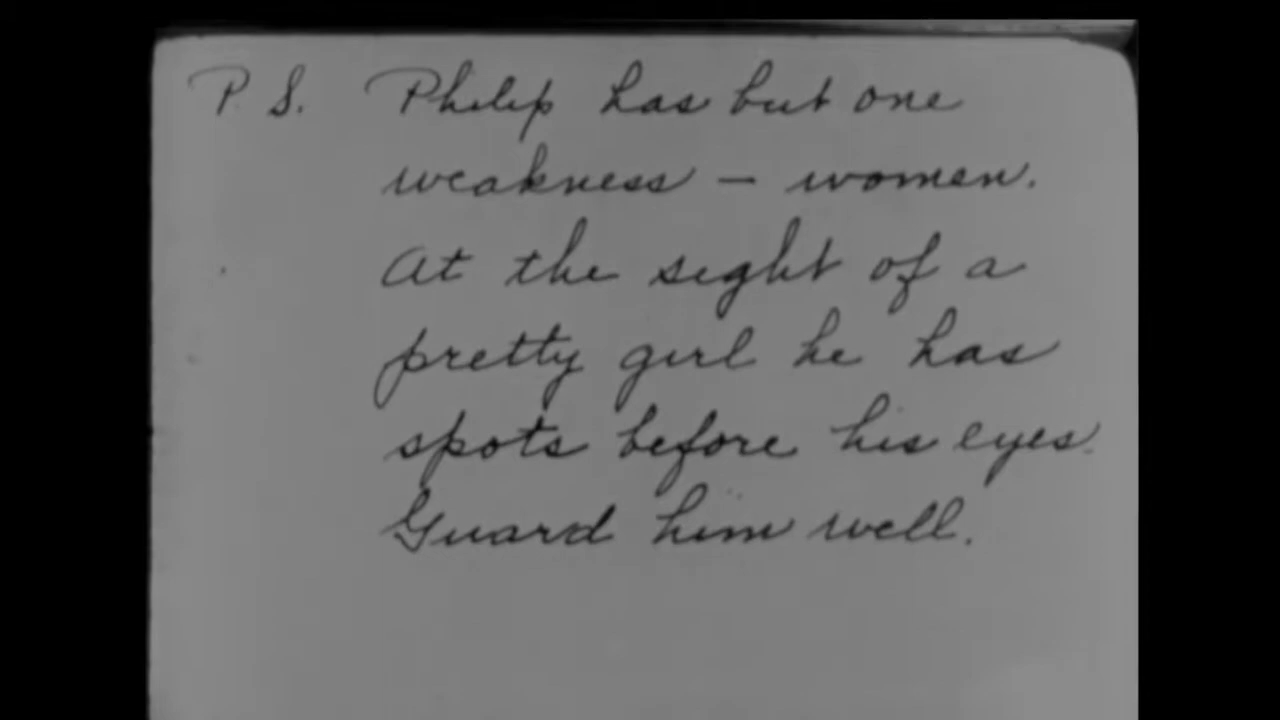 P. S. Philip has but one
weakness – women.
At the sight of a
pretty girl he has
spots before his eyes.
Guard him well.